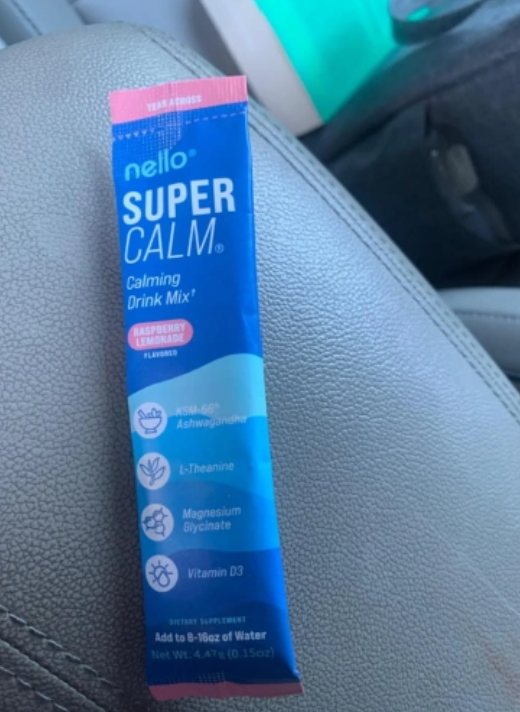 TEAR ACROSS
nello®
SUPER
CALM®
Calming
Drink Mix†
RASPBERRY
LEMONADE
FLAVORED
KSM-66®
Ashwagandha
L-Theanine
Magnesium
Glycinate
Vitamin D3
DIETARY SUPPLEMENT
Add to 8-16oz of Water
Net Wt. 4.47g (0.15oz)